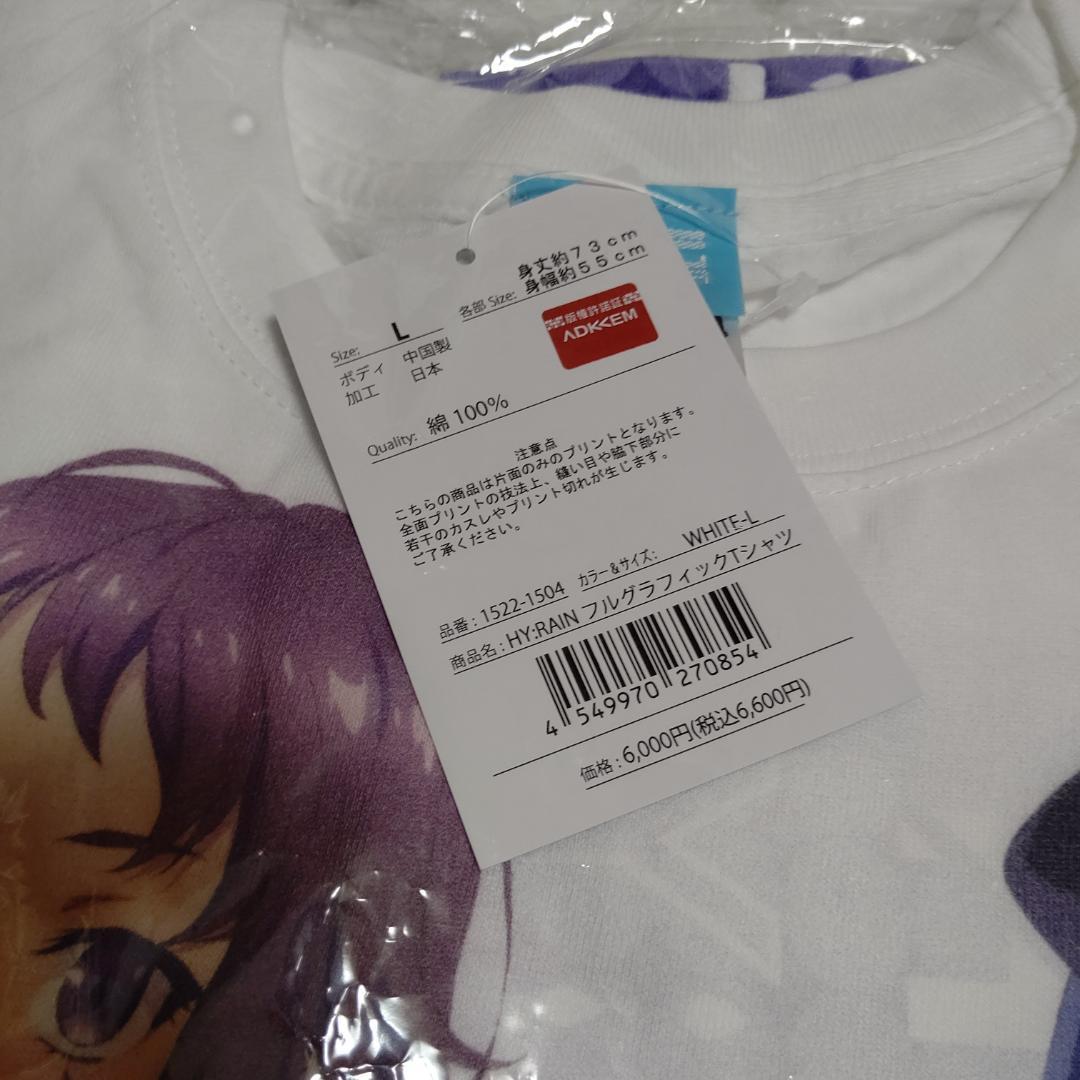 Size: L 各部 Size: 身丈約73cm
身幅約55cm
ボディ 中国製
加工 日本
版権許諾証
ADKEM
Quality: 綿 100%
注意点
こちらの商品は片面のみのプリントとなります。
全面プリントの技法上、縫い目や脇下部分に
若干のカスレやプリント切れが生じます。
ご了承ください。
品番 : 1522-1504 カラー＆サイズ: WHITE-L
商品名 : HY:RAIN フルグラフィックTシャツ
4 549970 270854
価格 : 6,000円(税込6,600円)